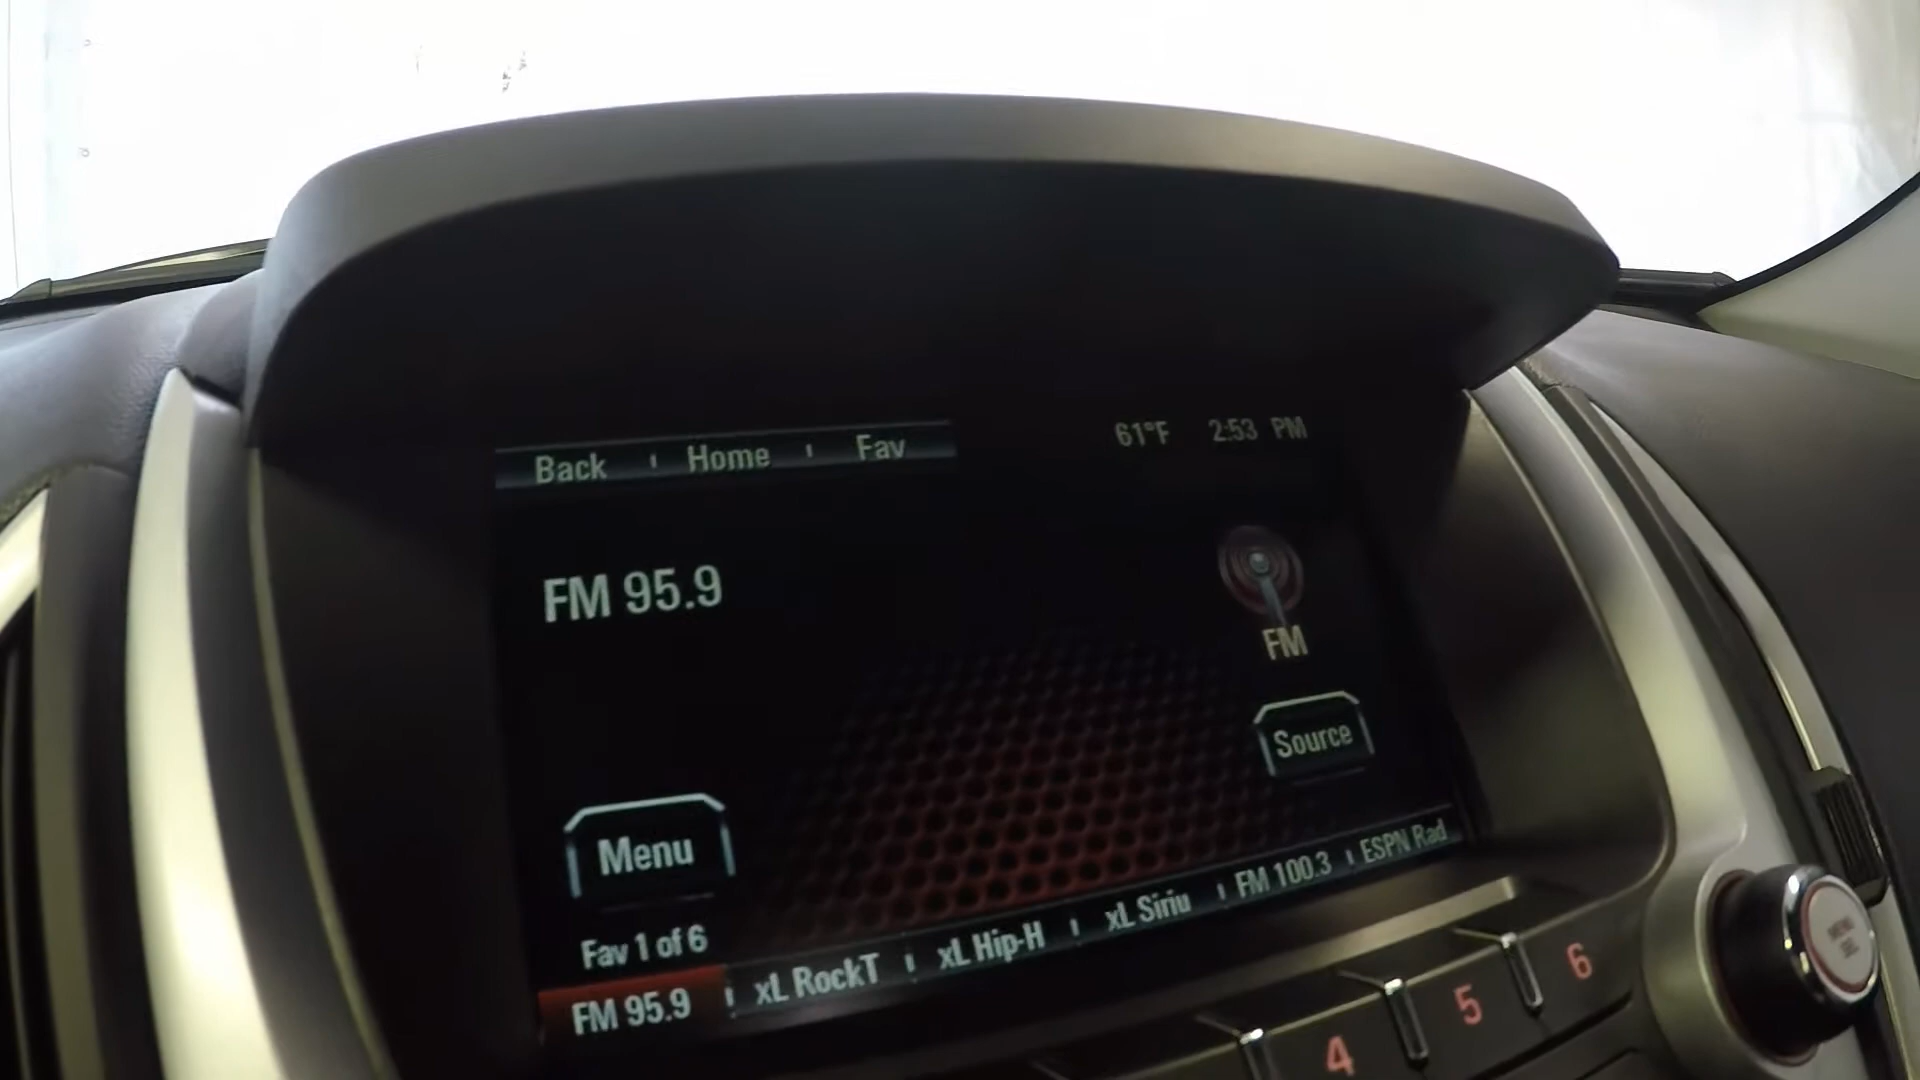 Back Home Fav 61°F 2:53 PM
FM 95.9
FM
Source
Menu
Fav 1 of 6
FM 95.9 xL RockT xL Hip-H xL Siriu FM 100.3 ESPN Rad
4 5 6